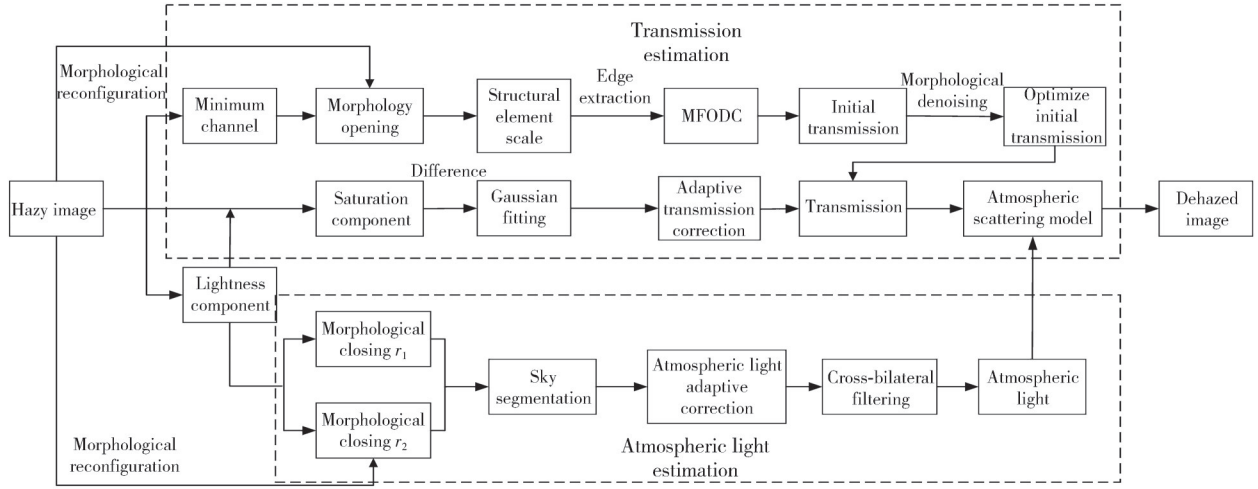 Transmission
estimation
Morphological
reconfiguration
Minimum
channel
Morphology
opening
Structural
element
scale
Edge
extraction
MFODC
Initial
transmission
Morphological
denoising
Optimize
initial
transmission
Hazy image
Saturation
component
Difference
Gaussian
fitting
Adaptive
transmission
correction
Transmission
Atmospheric
scattering model
Dehazed
image
Lightness
component
Morphological
closing r₁
Morphological
closing r₂
Sky
segmentation
Atmospheric light
adaptive
correction
Cross-bilateral
filtering
Atmospheric
light
Morphological
reconfiguration
Atmospheric light
estimation